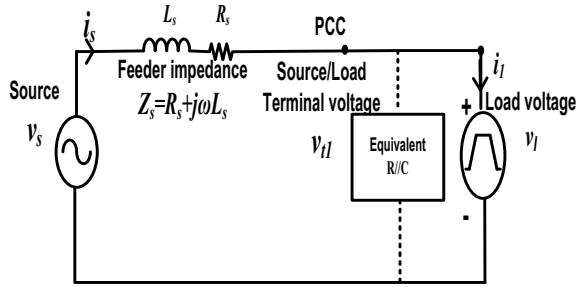 L_s R_s
i_s
PCC
Feeder impedance
Source/Load
i_1
Source
Z_s=R_s+jωL_s
Terminal voltage
+ Load voltage
v_s
v_t1
Equivalent
R//C
v_l
-